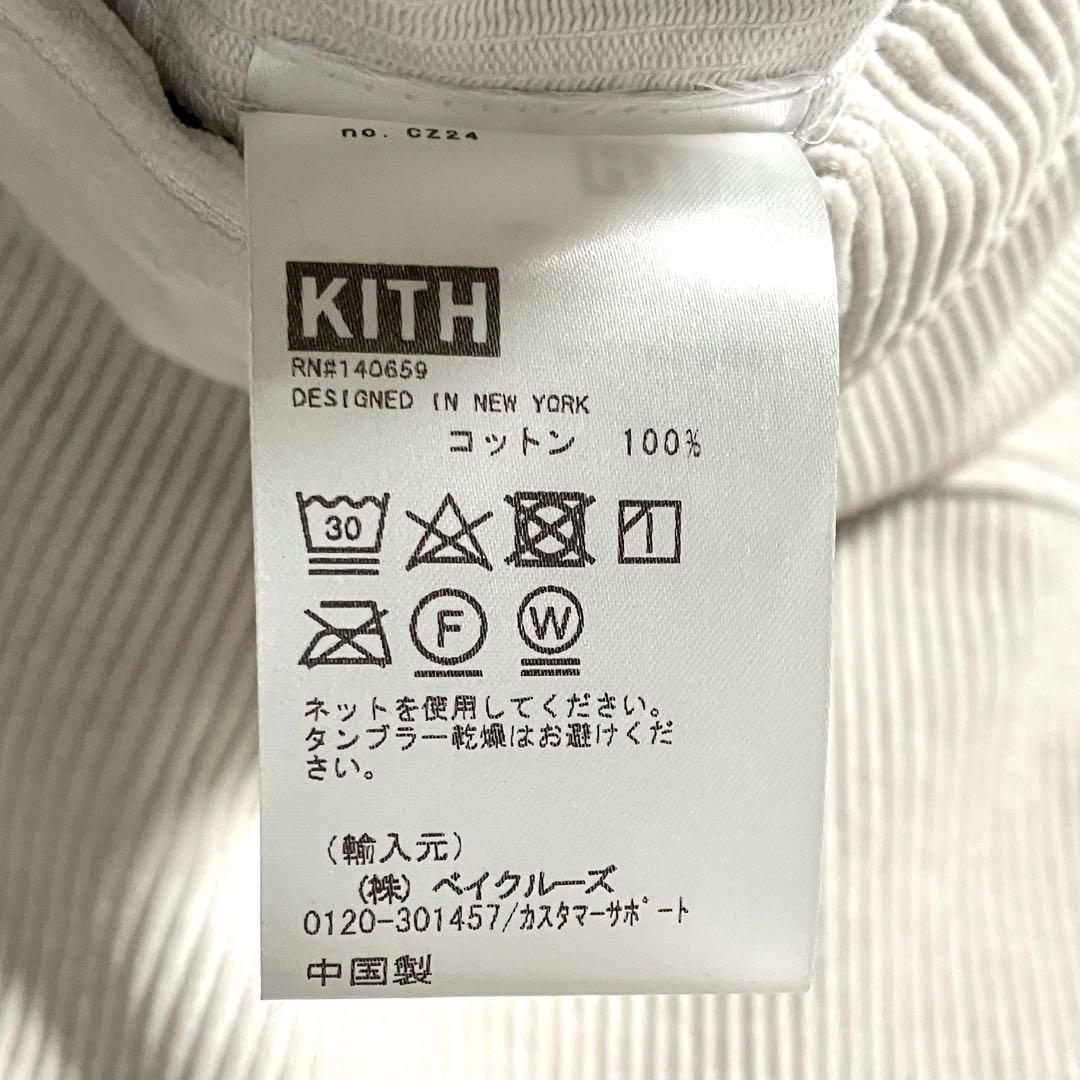 no. CZ24
KITH
RN#140659
DESIGNED IN NEW YORK
コットン 100%
30
F
W
ネットを使用してください。
タンブラー乾燥はお避けくだ
さい。
(輸入元)
(株) ベイクルーズ
0120-301457/カスタマーサポート
中国製